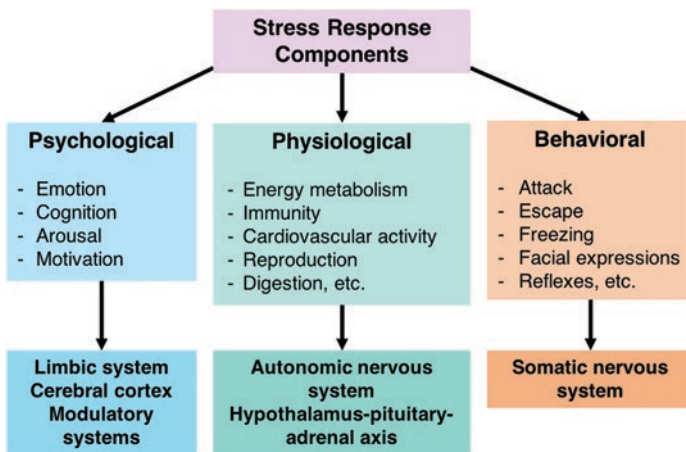 Stress Response
Components
Psychological
- Emotion
- Cognition
- Arousal
- Motivation
Limbic system
Cerebral cortex
Modulatory
systems
Physiological
- Energy metabolism
- Immunity
- Cardiovascular activity
- Reproduction
- Digestion, etc.
Autonomic nervous
system
Hypothalamus-pituitary-
adrenal axis
Behavioral
- Attack
- Escape
- Freezing
- Facial expressions
- Reflexes, etc.
Somatic nervous
system